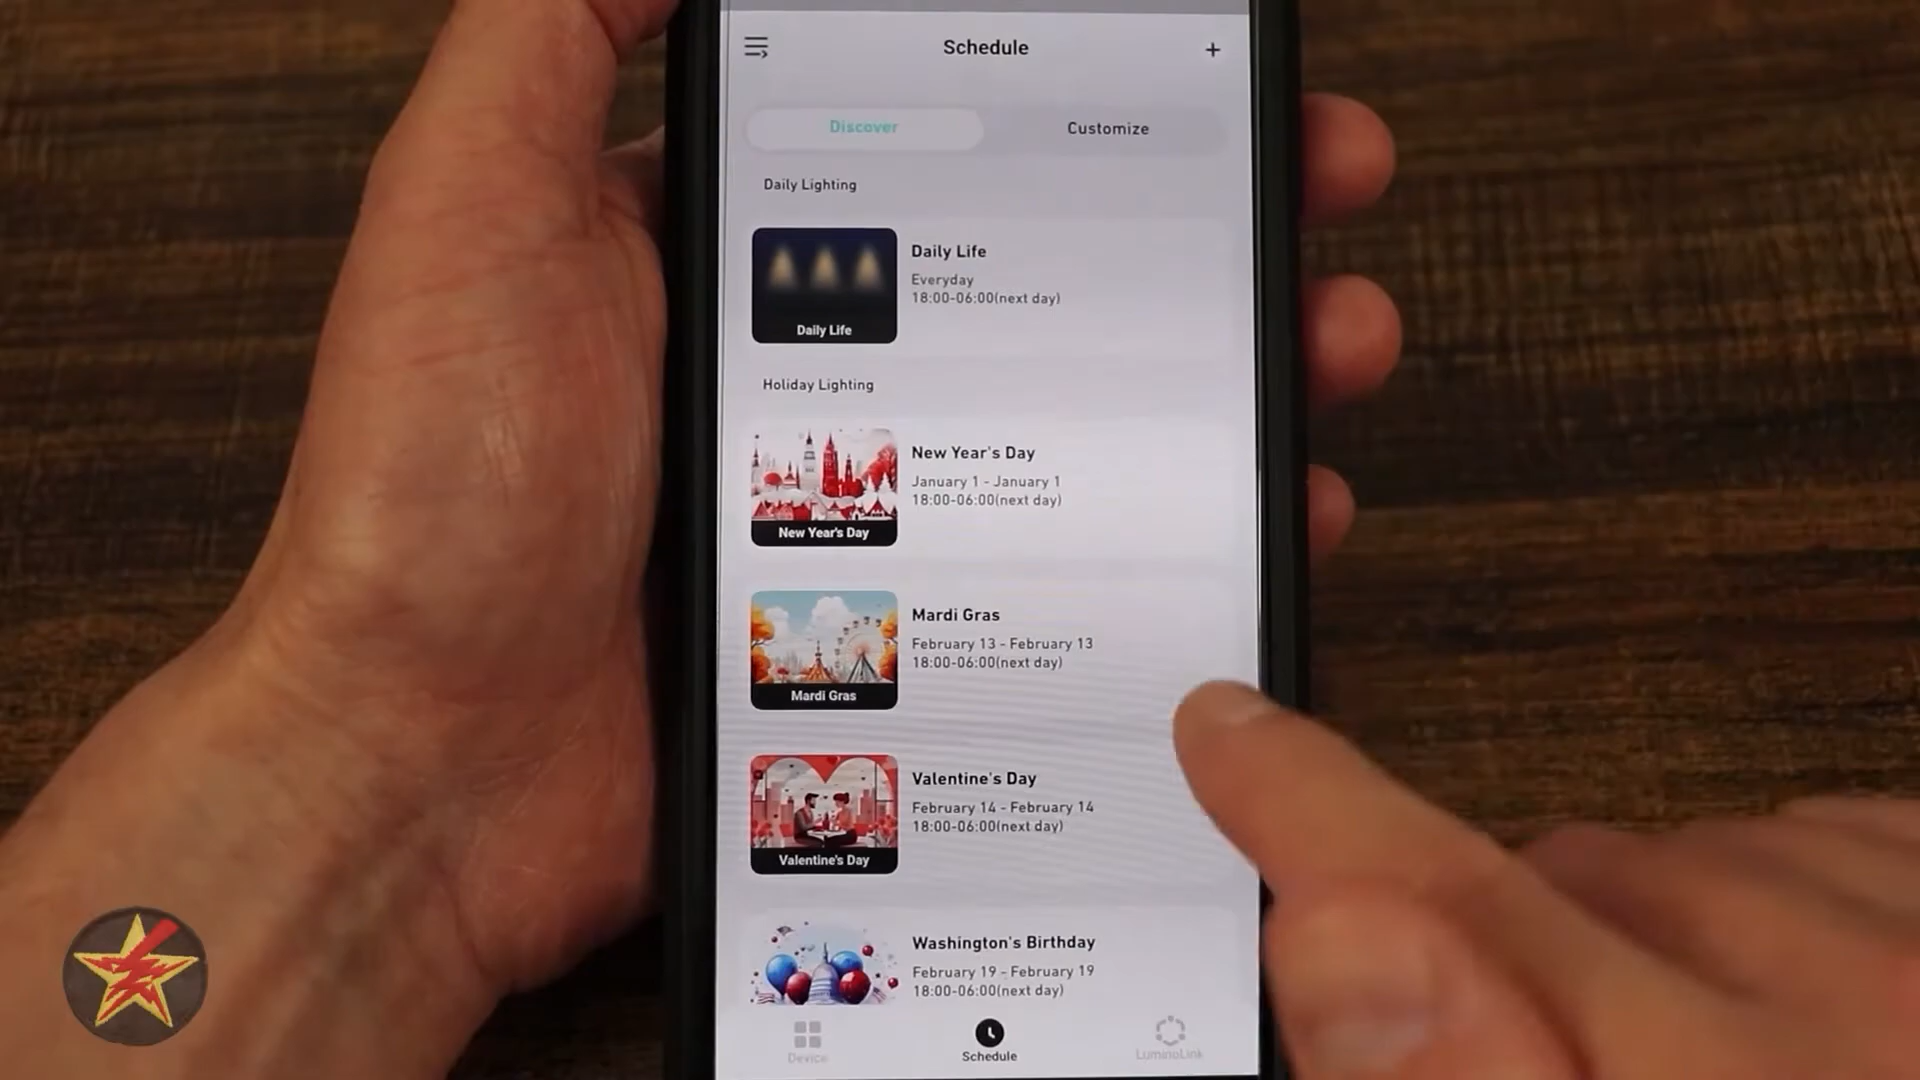 Schedule
+
Discover
Customize
Daily Lighting
Daily Life
Everyday
18:00-06:00(next day)
Daily Life
Holiday Lighting
New Year's Day
January 1 - January 1
18:00-06:00(next day)
New Year's Day
Mardi Gras
February 13 - February 13
18:00-06:00(next day)
Mardi Gras
Valentine's Day
February 14 - February 14
18:00-06:00(next day)
Valentine's Day
Washington's Birthday
February 19 - February 19
18:00-06:00(next day)
Device
Schedule
LuminoLink